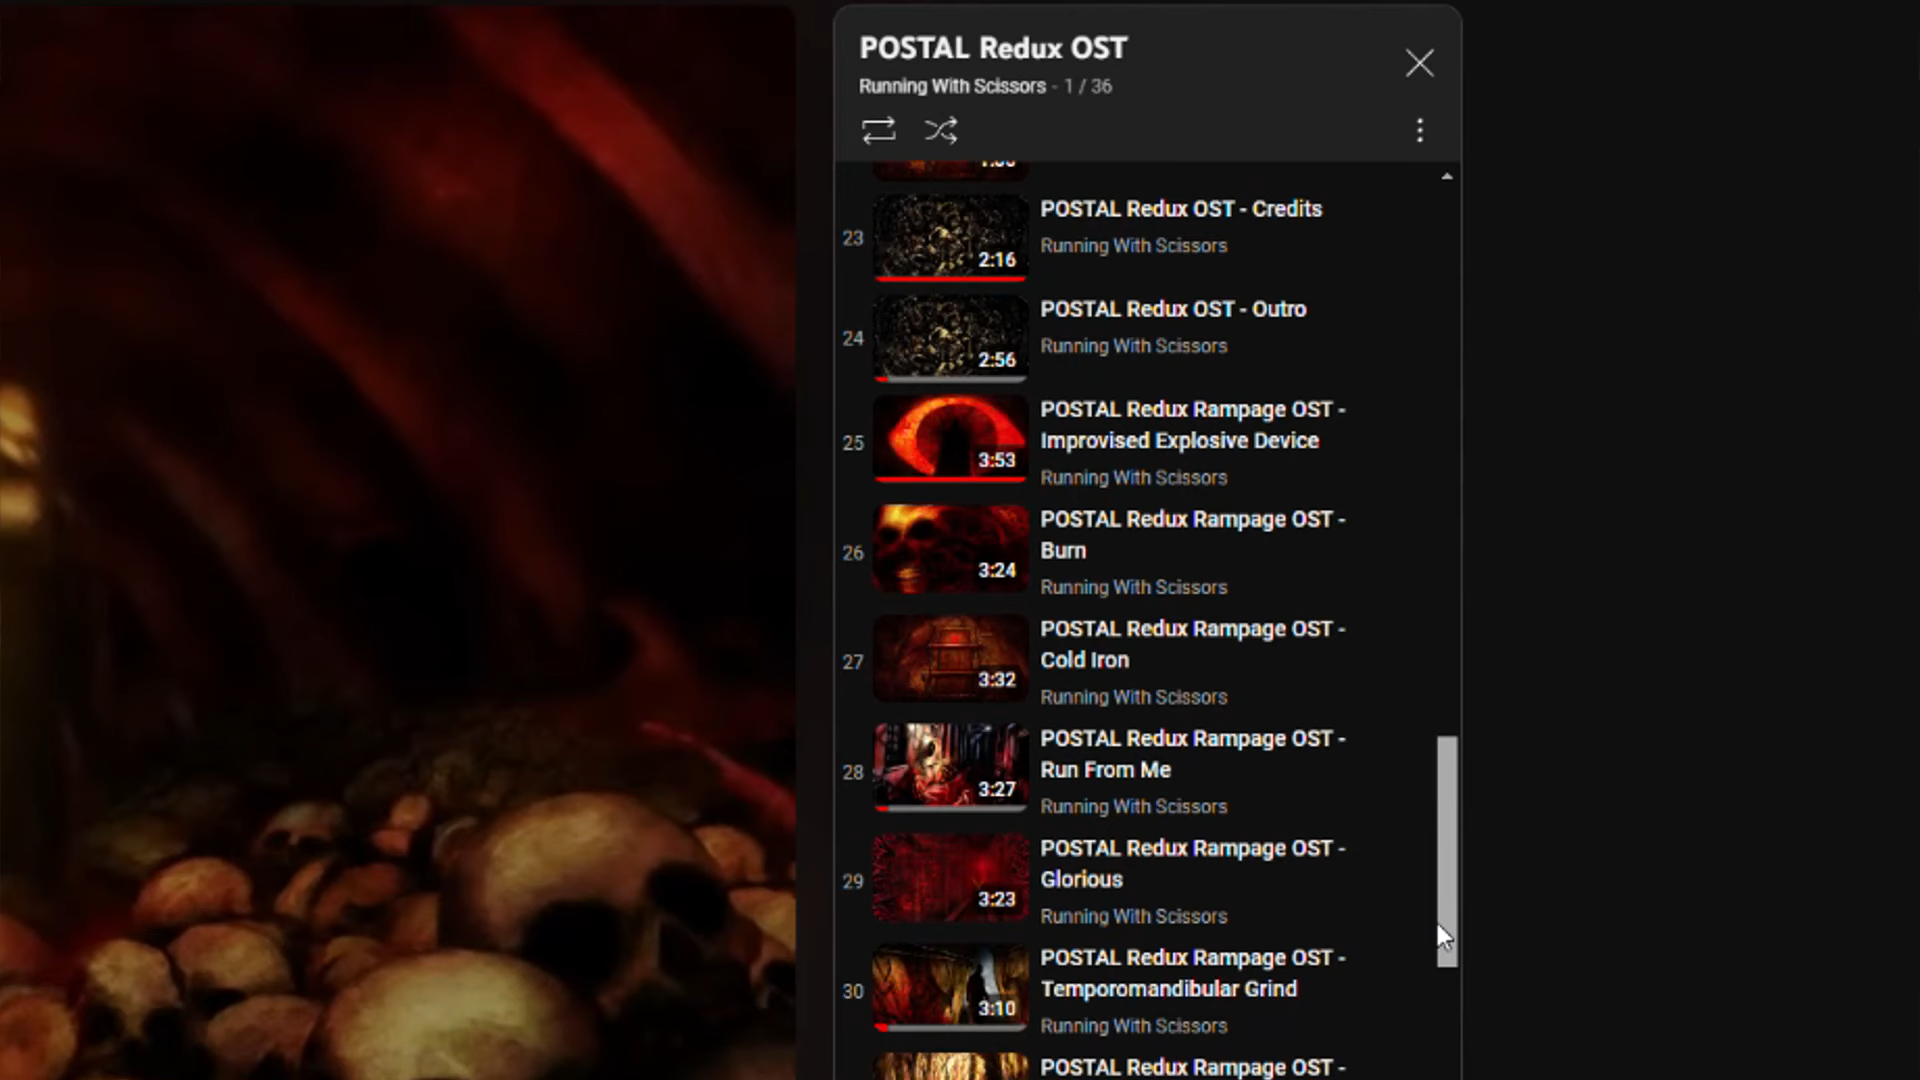 POSTAL Redux OST
Running With Scissors - 1 / 36
23
2:16
POSTAL Redux OST - Credits
Running With Scissors
24
2:56
POSTAL Redux OST - Outro
Running With Scissors
25
3:53
POSTAL Redux Rampage OST -
Improvised Explosive Device
Running With Scissors
26
3:24
POSTAL Redux Rampage OST -
Burn
Running With Scissors
27
3:32
POSTAL Redux Rampage OST -
Cold Iron
Running With Scissors
28
3:27
POSTAL Redux Rampage OST -
Run From Me
Running With Scissors
29
3:23
POSTAL Redux Rampage OST -
Glorious
Running With Scissors
30
3:10
POSTAL Redux Rampage OST -
Temporomandibular Grind
Running With Scissors
POSTAL Redux Rampage OST -